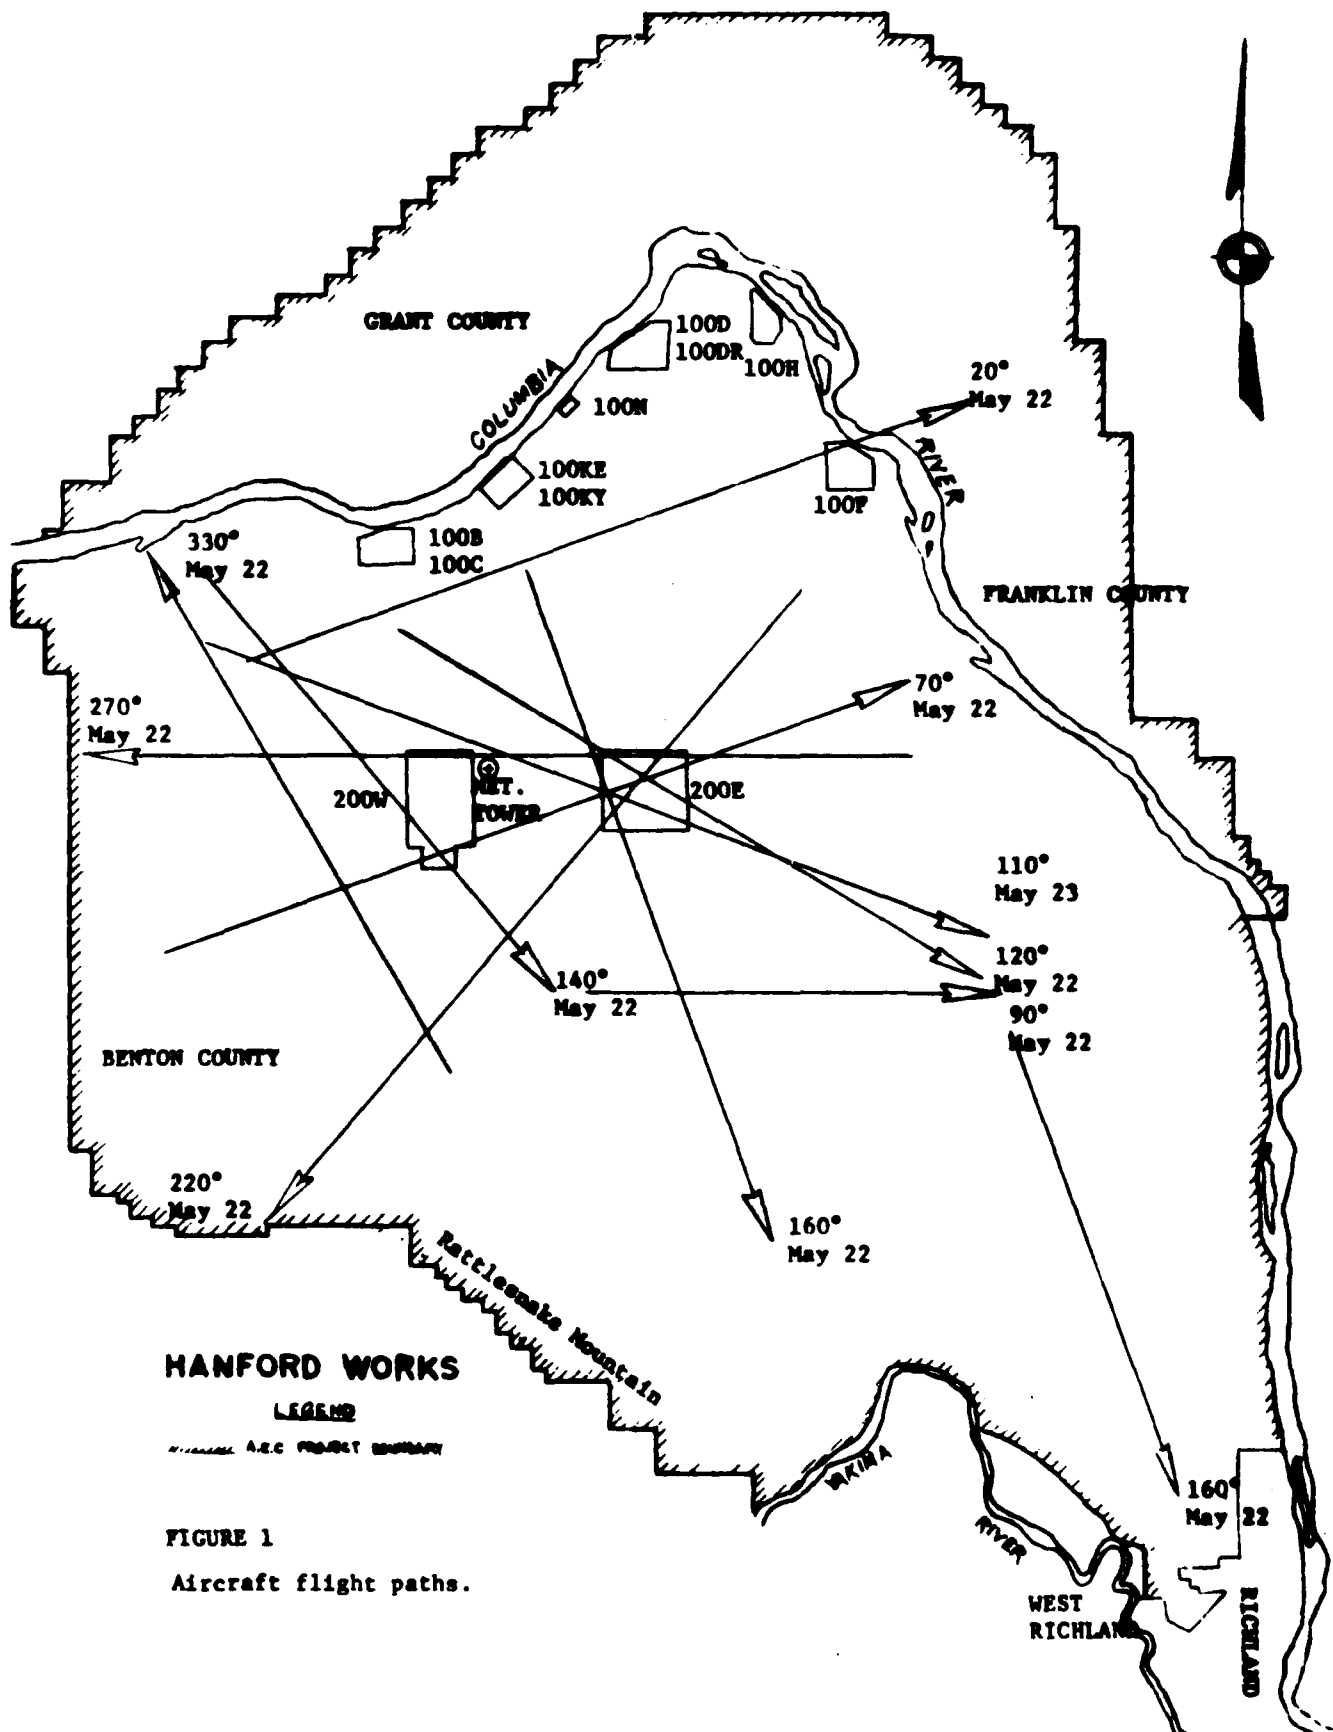 GRANT COUNTY
COLUMBIA
100D
100DR
100H
100N
20°
May 22
RIVER
100KE
100KY
100F
100B
100C
330°
May 22
FRANKLIN COUNTY
270°
May 22
70°
May 22
200W
MET.
TOWER
200E
110°
May 23
120°
May 22
140°
May 22
90°
May 22
BENTON COUNTY
220°
May 22
160°
May 22
Rattlesnake Mountain
HANFORD WORKS
LEGEND
A.E.C PROJECT BOUNDARY
YAKIMA
RIVER
160°
May 22
FIGURE 1
Aircraft flight paths.
WEST
RICHLAND
RICHLAND